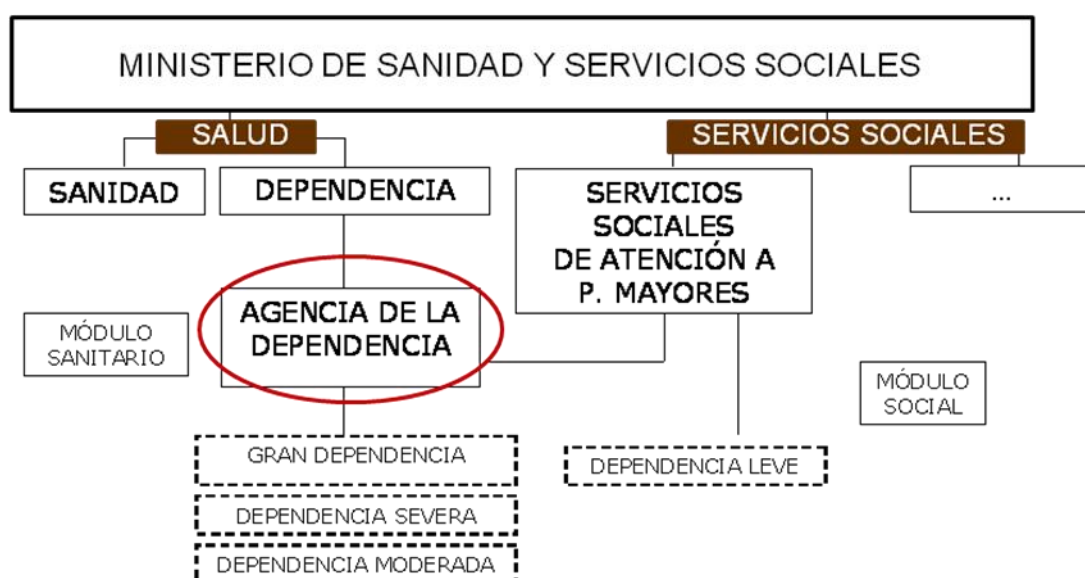 MINISTERIO DE SANIDAD Y SERVICIOS SOCIALES
SALUD
SERVICIOS SOCIALES
SANIDAD
DEPENDENCIA
SERVICIOS
SOCIALES
DE ATENCIÓN A
P. MAYORES
...
AGENCIA DE LA
DEPENDENCIA
MÓDULO
SANITARIO
MÓDULO
SOCIAL
GRAN DEPENDENCIA
DEPENDENCIA LEVE
DEPENDENCIA SEVERA
DEPENDENCIA MODERADA